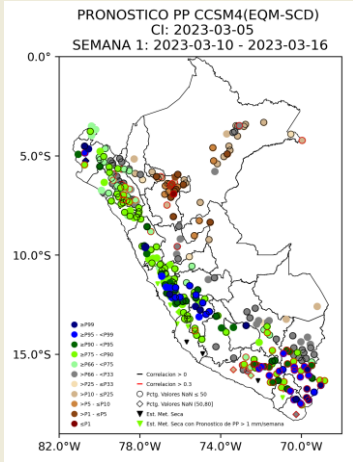 PRONOSTICO PP CCSM4(EQM-SCD)
CI: 2023-03-05
SEMANA 1: 2023-03-10 - 2023-03-16
0.0°
5.0°S
10.0°S
15.0°S
≥P99
≥P95 - <P99
≥P90 - <P95
≥P75 - <P90
≥P66 - <P75
>P66 - <P33
>P25 - ≤P33
>P10 - ≤P25
>P5 - ≤P10
>P1 - ≤P5
≤P1
Correlacion > 0
Correlacion > 0.3
Pctg. Valores NaN ≤ 50
Pctg. Valores NaN [50,80]
Est. Met. Seca
Est. Met. Seca con Pronostico de PP > 1 mm/semana
82.0°W 78.0°W 74.0°W 70.0°W